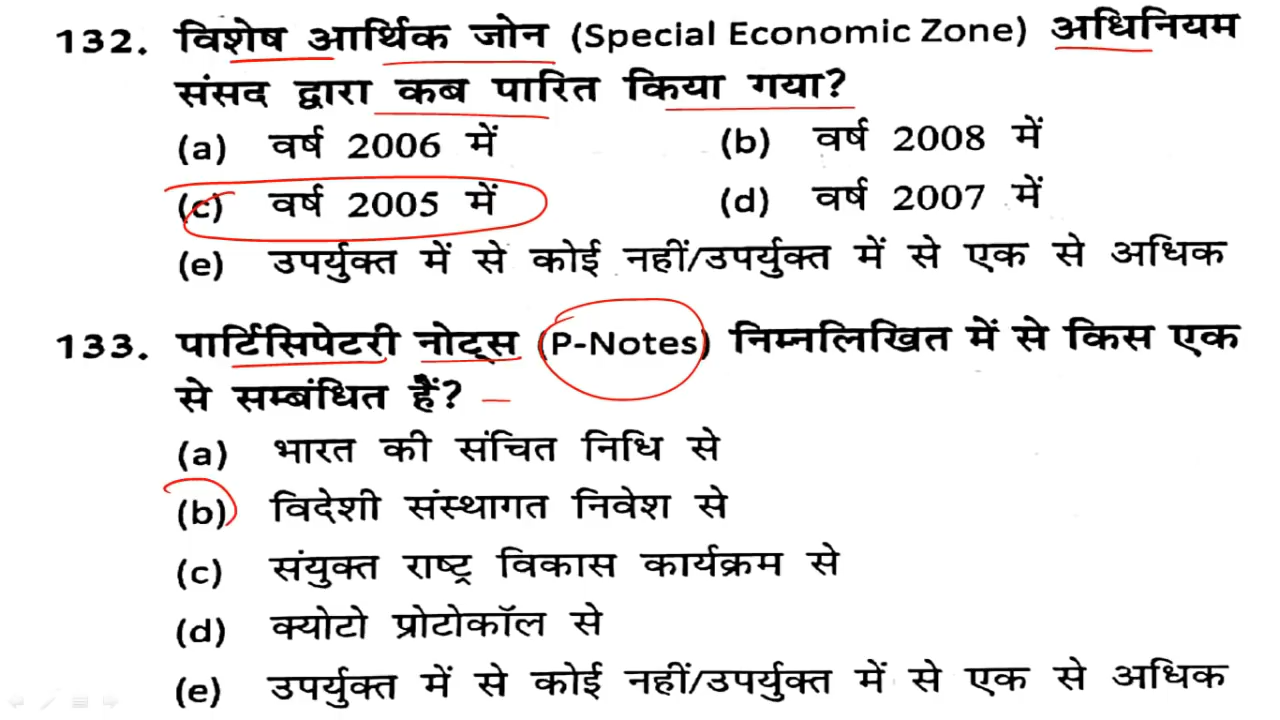 132. विशेष आर्थिक जोन (Special Economic Zone) अधिनियम
संसद द्वारा कब पारित किया गया?
(a) वर्ष 2006 में (b) वर्ष 2008 में
(c) वर्ष 2005 में (d) वर्ष 2007 में
(e) उपर्युक्त में से कोई नहीं/उपर्युक्त में से एक से अधिक
133. पार्टिसिपेटरी नोट्स (P-Notes) निम्नलिखित में से किस एक
से सम्बंधित हैं?
(a) भारत की संचित निधि से
(b) विदेशी संस्थागत निवेश से
(c) संयुक्त राष्ट्र विकास कार्यक्रम से
(d) क्योटो प्रोटोकॉल से
(e) उपर्युक्त में से कोई नहीं/उपर्युक्त में से एक से अधिक